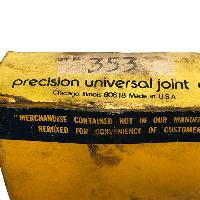 353
precision universal joint
Chicago, Illinois 60618 Made in U.S.A.
"MERCHANDISE CONTAINED NOT OF OUR MANUFA
REBOXED FOR CONVENIENCE OF CUSTOMER